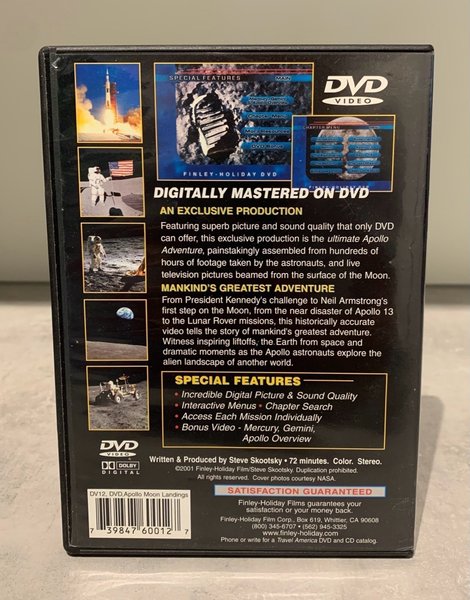 SPECIAL FEATURES MAIN
DVD
VIDEO
CHAPTER MENU
FINLEY-HOLIDAY DVD
DIGITALLY MASTERED ON DVD
AN EXCLUSIVE PRODUCTION
Featuring superb picture and sound quality that only DVD
can offer, this exclusive production is the ultimate Apollo
Adventure, painstakingly assembled from hundreds of
hours of footage taken by the astronauts, and live
television pictures beamed from the surface of the Moon.
MANKIND'S GREATEST ADVENTURE
From President Kennedy's challenge to Neil Armstrong's
first step on the Moon, from the near disaster of Apollo 13
to the Lunar Rover missions, this historically accurate
video tells the story of mankind's greatest adventure.
Witness inspiring liftoffs, the Earth from space and
dramatic moments as the Apollo astronauts explore the
alien landscape of another world.
SPECIAL FEATURES
• Incredible Digital Picture & Sound Quality
• Interactive Menus • Chapter Search
• Access Each Mission Individually
• Bonus Video - Mercury, Gemini,
Apollo Overview
DVD
VIDEO
DOLBY
DIGITAL
Written & Produced by Steve Skootsky • 72 minutes. Color. Stereo.
©2001 Finley-Holiday Film/Steve Skootsky. Duplication prohibited.
All rights reserved. Cover photos courtesy NASA.
DV12, DVD,Apollo Moon Landings
7 39847 60012 7
SATISFACTION GUARANTEED
Finley-Holiday Films guarantees your
satisfaction or your money back.
Finley-Holiday Film Corp., Box 619, Whittier, CA 90608
(800) 345-6707 • (562) 945-3325
www.finley-holiday.com
Phone or write for a Travel America DVD and CD catalog.